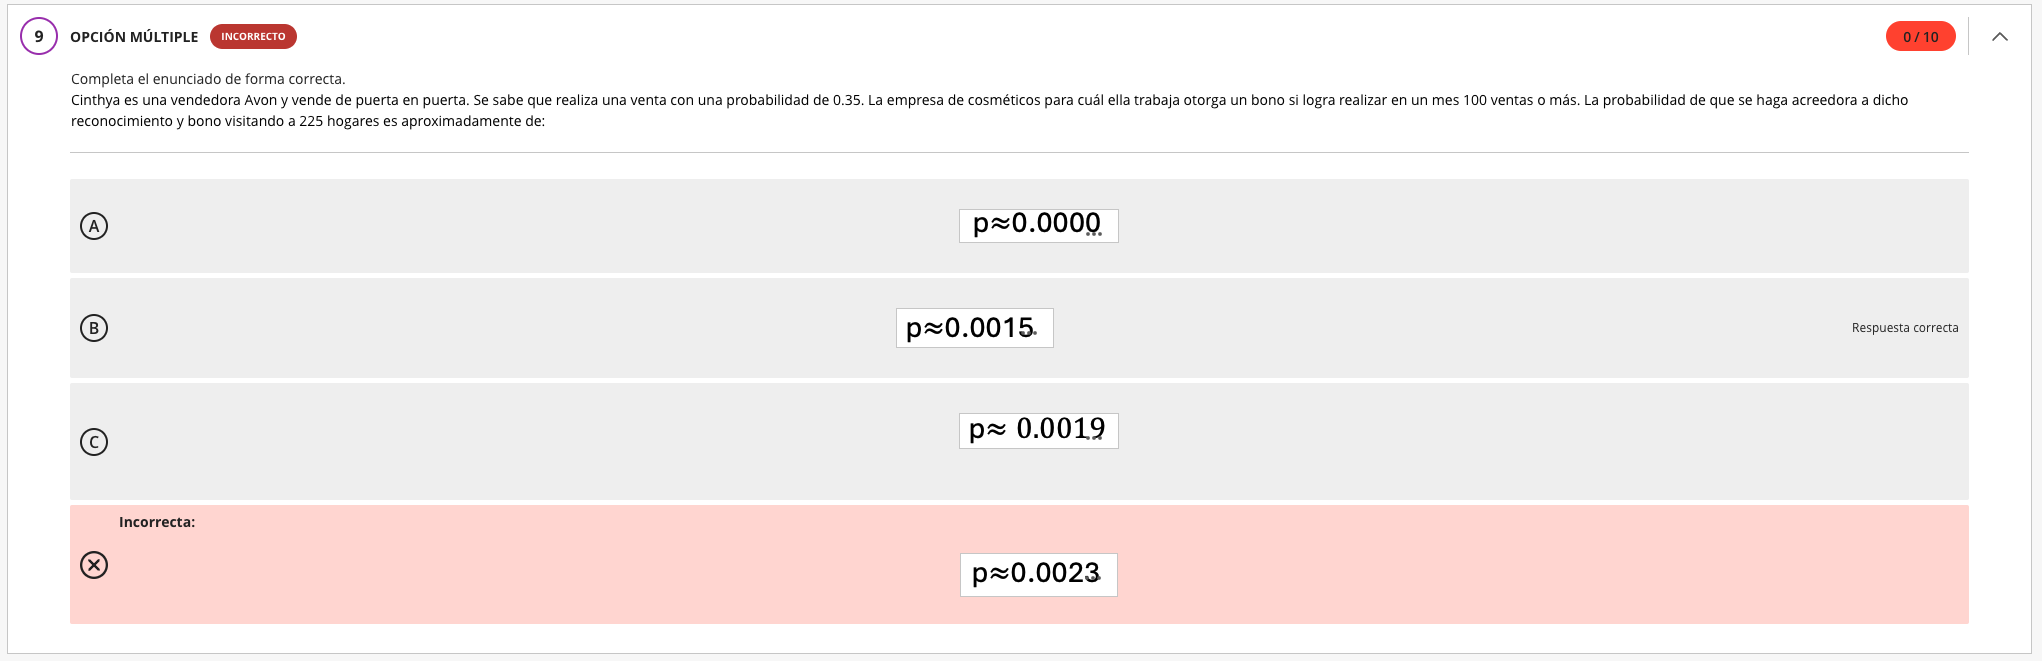 9 OPCIÓN MÚLTIPLE INCORRECTO 0 / 10
Completa el enunciado de forma correcta.
Cinthya es una vendedora Avon y vende de puerta en puerta. Se sabe que realiza una venta con una probabilidad de 0.35. La empresa de cosméticos para cuál ella trabaja otorga un bono si logra realizar en un mes 100 ventas o más. La probabilidad de que se haga acreedora a dicho
reconocimiento y bono visitando a 225 hogares es aproximadamente de:
A p≈0.0000
B p≈0.0015 Respuesta correcta
C p≈ 0.0019
Incorrecta:
p≈0.0023